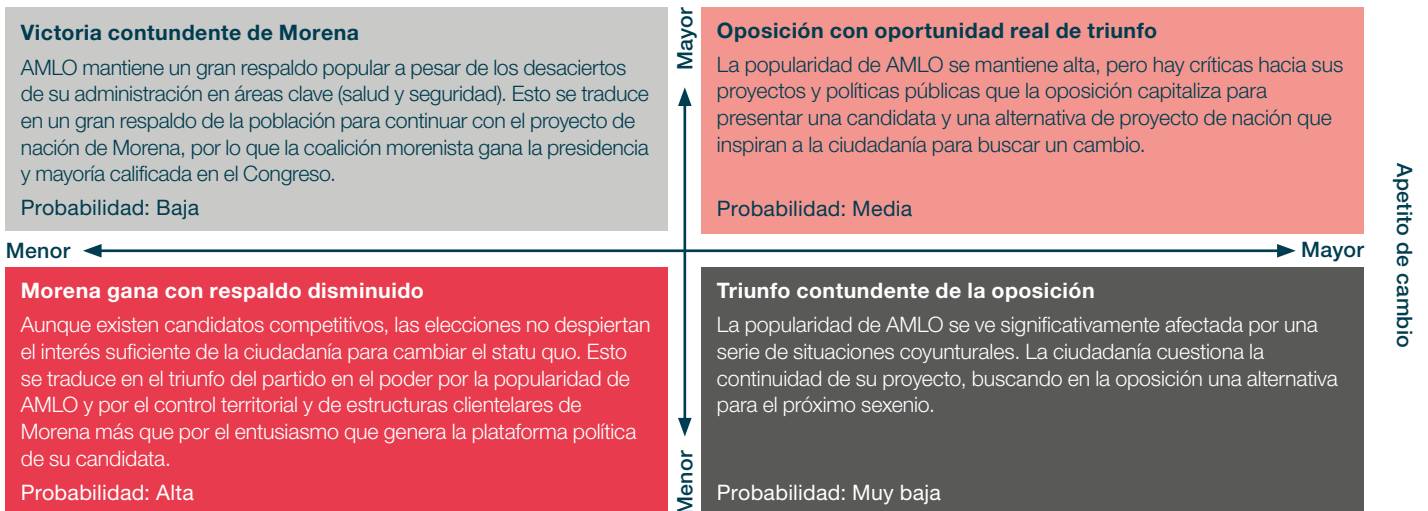 Victoria contundente de Morena
AMLO mantiene un gran respaldo popular a pesar de los desaciertos
de su administración en áreas clave (salud y seguridad). Esto se traduce
en un gran respaldo de la población para continuar con el proyecto de
nación de Morena, por lo que la coalición morenista gana la presidencia
y mayoría calificada en el Congreso.
Probabilidad: Baja
Mayor
Oposición con oportunidad real de triunfo
La popularidad de AMLO se mantiene alta, pero hay críticas hacia sus
proyectos y políticas públicas que la oposición capitaliza para
presentar una candidata y una alternativa de proyecto de nación que
inspiran a la ciudadanía para buscar un cambio.
Probabilidad: Media
Menor
Mayor
Apetito de cambio
Morena gana con respaldo disminuido
Aunque existen candidatos competitivos, las elecciones no despiertan
el interés suficiente de la ciudadanía para cambiar el statu quo. Esto
se traduce en el triunfo del partido en el poder por la popularidad de
AMLO y por el control territorial y de estructuras clientelares de
Morena más que por el entusiasmo que genera la plataforma política
de su candidata.
Probabilidad: Alta
Menor
Triunfo contundente de la oposición
La popularidad de AMLO se ve significativamente afectada por una
serie de situaciones coyunturales. La ciudadanía cuestiona la
continuidad de su proyecto, buscando en la oposición una alternativa
para el próximo sexenio.
Probabilidad: Muy baja